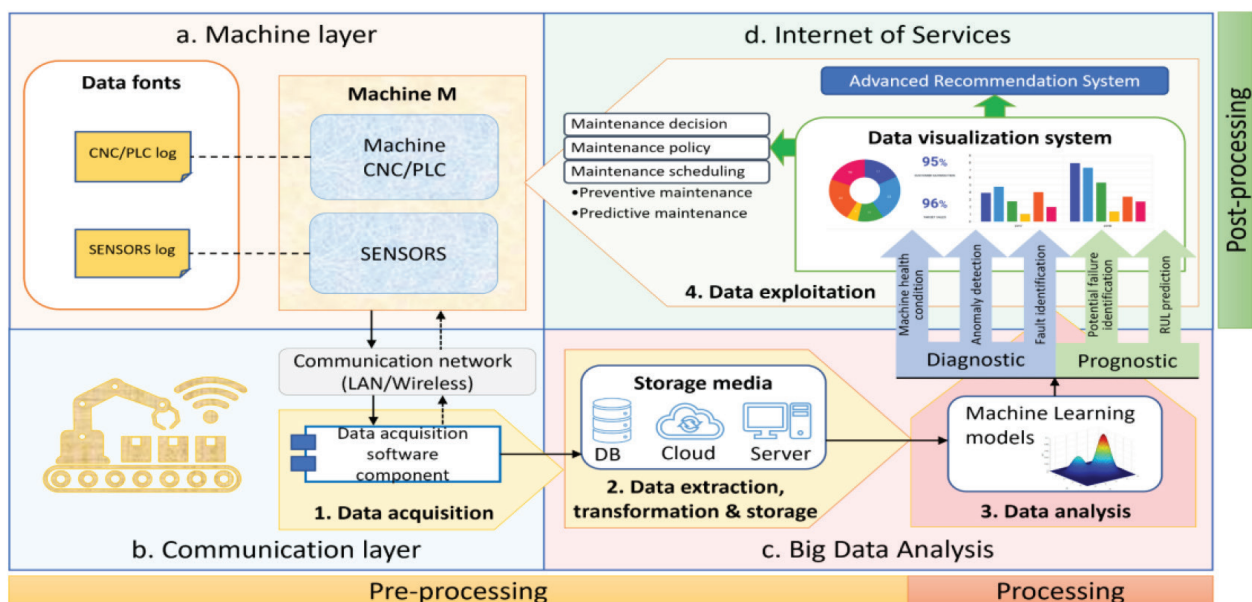 a. Machine layer
Data fonts
CNC/PLC log
SENSORS log
Machine M
Machine
CNC/PLC
SENSORS
d. Internet of Services
Advanced Recommendation System
Maintenance decision
Maintenance policy
Maintenance scheduling
•Preventive maintenance
•Predictive maintenance
Data visualization system
95%
96%
4. Data exploitation
Machine health
condition
Anomaly detection
Fault identification
Potential failure
identification
RUL prediction
Diagnostic
Prognostic
Post-processing
Communication network
(LAN/Wireless)
Data acquisition
software
component
1. Data acquisition
b. Communication layer
Storage media
DB
Cloud
Server
2. Data extraction,
transformation & storage
Machine Learning
models
3. Data analysis
c. Big Data Analysis
Pre-processing
Processing